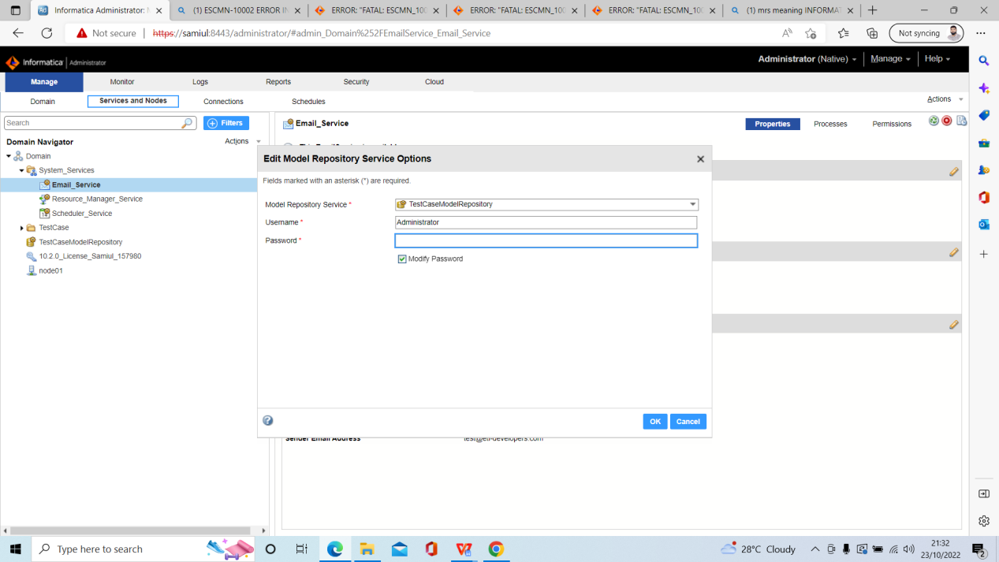 Informatica Administrator: M
(1) ESCMN-10002 ERROR IN
ERROR: "FATAL: ESCMN_100
ERROR: "FATAL: ESCMN_100
ERROR: "FATAL: ESCMN_100
(1) mrs meaning INFORMAT
Not secure
https://samiul:8443/administrator/#admin_Domain%252FEmailService_Email_Service
Not syncing
Informatica Administrator
Administrator (Native) Manage Help
Manage Monitor Logs Reports Security Cloud
Domain Services and Nodes Connections Schedules
Actions
Search
Filters
Email_Service
Properties Processes Permissions
Domain Navigator
Actions
Domain
System_Services
Email_Service
Resource_Manager_Service
Scheduler_Service
TestCase
TestCaseModelRepository
10.2.0_License_Samiul_157980
node01
Edit Model Repository Service Options
Fields marked with an asterisk (*) are required.
Model Repository Service * TestCaseModelRepository
Username * Administrator
Password *
Modify Password
OK Cancel
Sender Email Address test@etl-developers.com
Type here to search
28°C Cloudy
21:32
23/10/2022
2